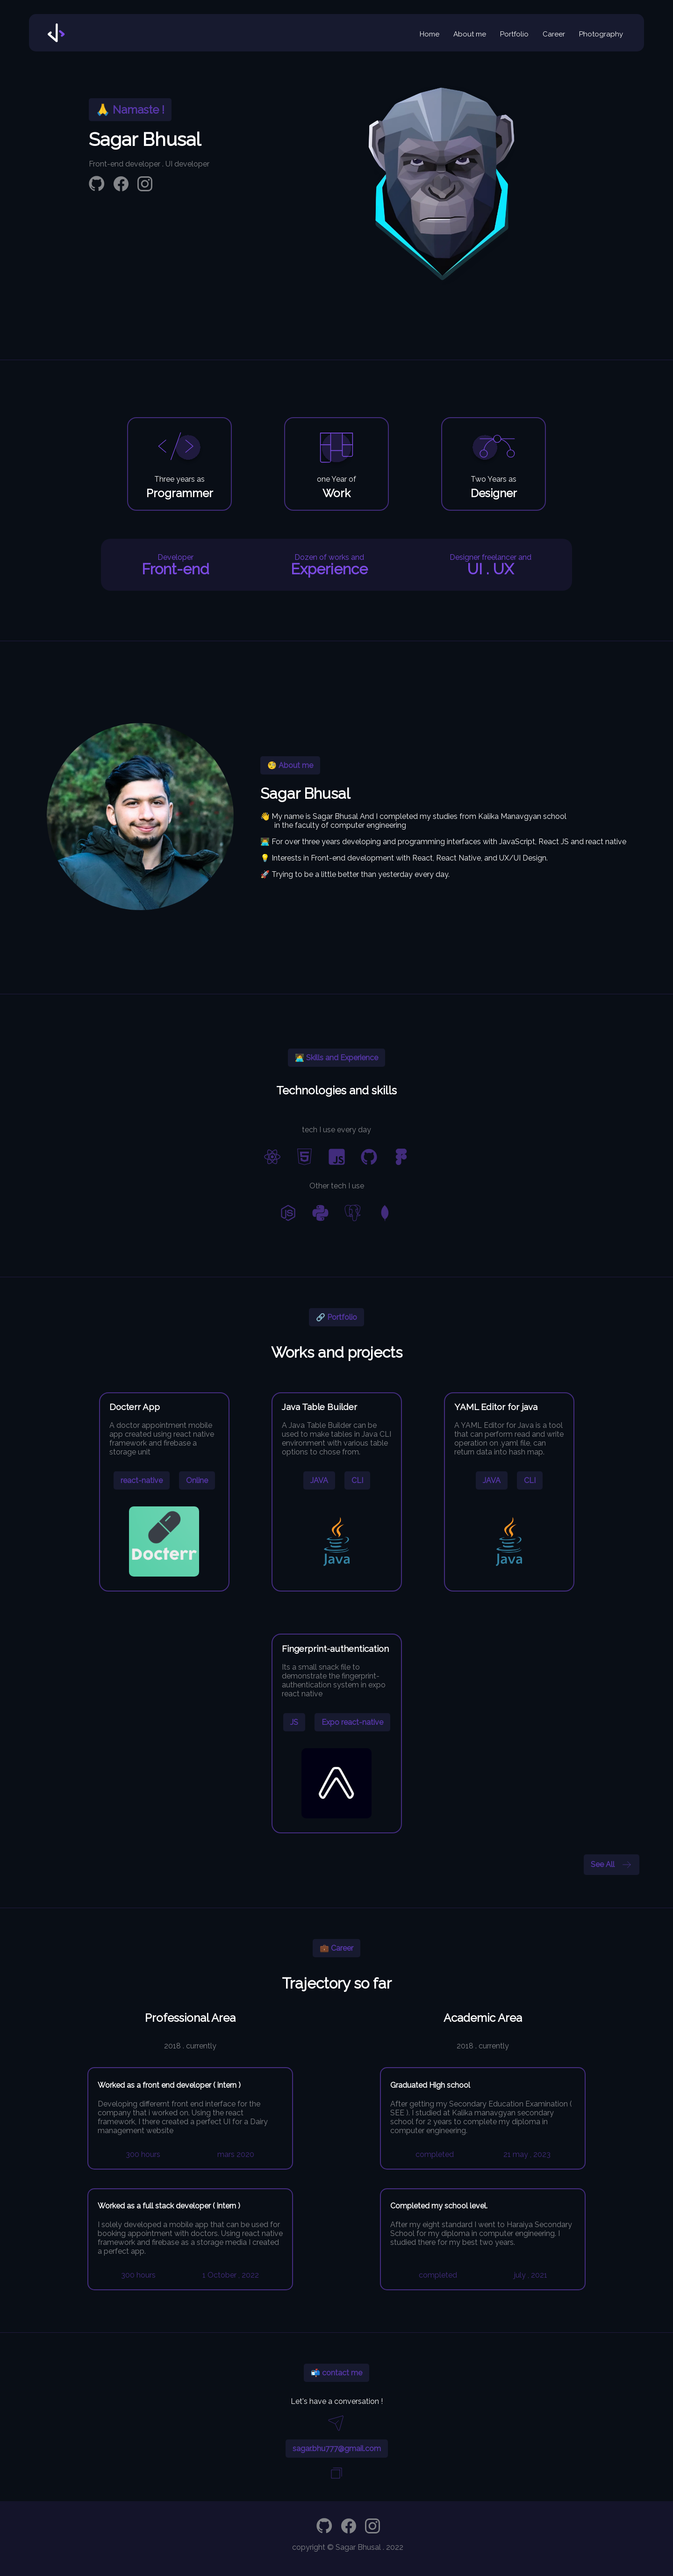 Home About me Portfolio Career Photography
🙏 Namaste !
Sagar Bhusal
Front-end developer . UI developer
Three years as
Programmer
one Year of
Work
Two Years as
Designer
Developer
Front-end
Dozen of works and
Experience
Designer freelancer and
UI . UX
🧐 About me
Sagar Bhusal
👋 My name is Sagar Bhusal And I completed my studies from Kalika Manavgyan school
in the faculty of computer engineering
👨‍💻 For over three years developing and programming interfaces with JavaScript, React JS and react native
💡 Interests in Front-end development with React, React Native, and UX/UI Design.
🚀 Trying to be a little better than yesterday every day.
👨‍💻 Skills and Experience
Technologies and skills
tech I use every day
JS
Other tech I use
🔗 Portfolio
Works and projects
Docterr App
A doctor appointment mobile
app created using react native
framework and firebase a
storage unit
react-native Online
DOCTERR
Java Table Builder
A Java Table Builder can be
used to make tables in Java CLI
environment with various table
options to chose from.
JAVA CLI
Java
YAML Editor for java
A YAML Editor for Java is a tool
that can perform read and write
operation on .yaml file, can
return data into hash map.
JAVA CLI
Java
Fingerprint-authentication
Its a small snack file to
demonstrate the fingerprint-
authentication system in expo
react native
JS Expo react-native
See All
💼 Career
Trajectory so far
Professional Area
2018 . currently
Worked as a front end developer ( intern )
Developing differernt front end interface for the
company that i worked on. Using the react
framework, I there created a perfect UI for a Dairy
management website
300 hours mars 2020
Worked as a full stack developer ( intern )
I solely developed a mobile app that can be used for
booking appointment with doctors. Using react native
framework and firebase as a storage media I created
a perfect app.
300 hours 1 October . 2022
Academic Area
2018 . currently
Graduated High school
After getting my Secondary Education Examination (
SEE ). I studied at Kalika manavgyan secondary
school for 2 years to complete my diploma in
computer engineering.
completed 21 may . 2023
Completed my school level.
After my eight standard I went to Haraiya Secondary
School for my diploma in computer engineering. I
studied there for my best two years.
completed july . 2021
📬 contact me
Let's have a conversation !
sagar.bhu777@gmail.com
copyright © Sagar Bhusal . 2022